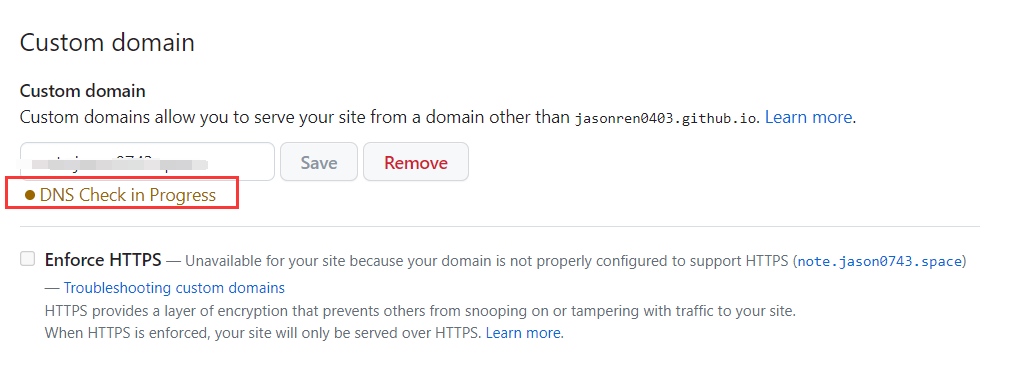 Custom domain
Custom domain
Custom domains allow you to serve your site from a domain other than jasonren0403.github.io. Learn more.
Save Remove
DNS Check in Progress
Enforce HTTPS — Unavailable for your site because your domain is not properly configured to support HTTPS (note.jason0743.space)
— Troubleshooting custom domains
HTTPS provides a layer of encryption that prevents others from snooping on or tampering with traffic to your site.
When HTTPS is enforced, your site will only be served over HTTPS. Learn more.